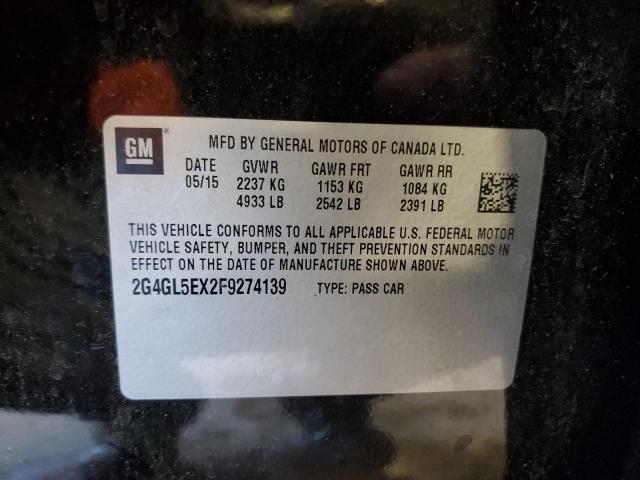 GM®
MFD BY GENERAL MOTORS OF CANADA LTD.
DATE GVWR GAWR FRT GAWR RR
05/15 2237 KG 1153 KG 1084 KG
4933 LB 2542 LB 2391 LB
THIS VEHICLE CONFORMS TO ALL APPLICABLE U.S. FEDERAL MOTOR
VEHICLE SAFETY, BUMPER, AND THEFT PREVENTION STANDARDS IN
EFFECT ON THE DATE OF MANUFACTURE SHOWN ABOVE.
2G4GL5EX2F9274139 TYPE: PASS CAR